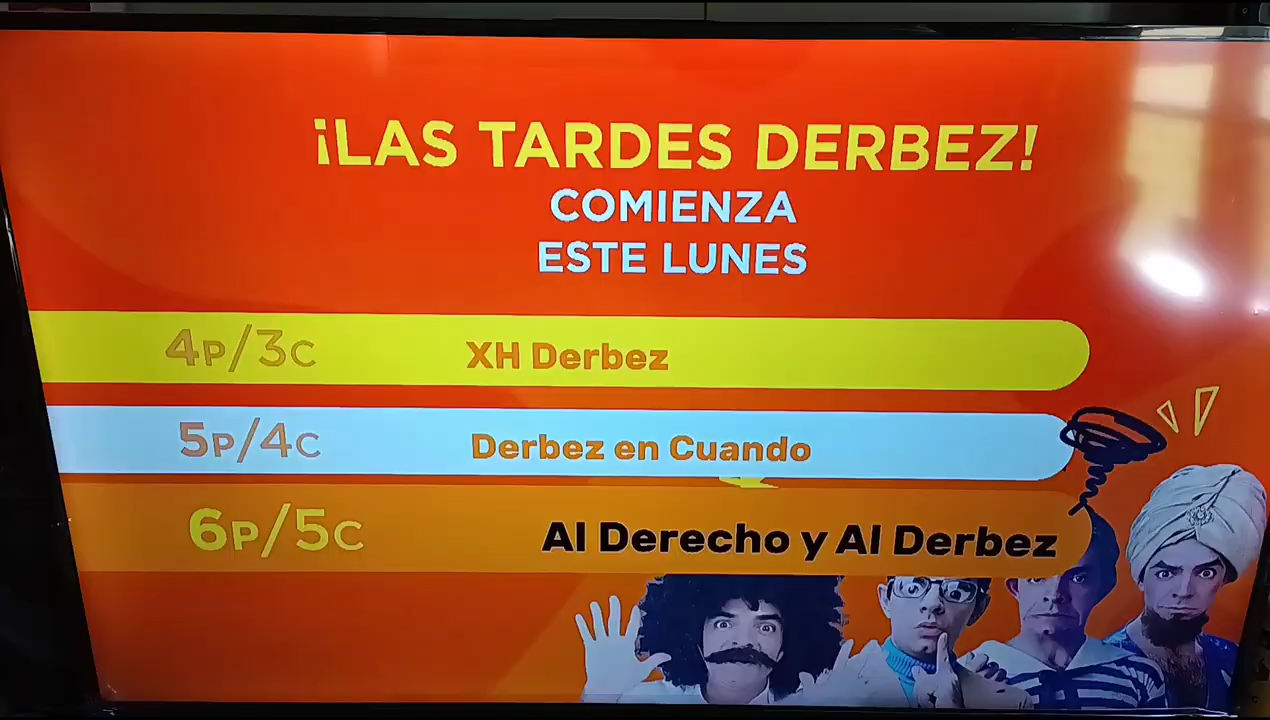 ¡LAS TARDES DERBEZ!
COMIENZA
ESTE LUNES
4P/3C XH Derbez
5P/4C Derbez en Cuando
6P/5C Al Derecho y Al Derbez